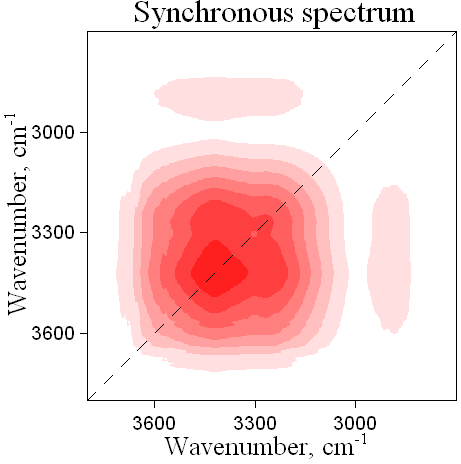 Synchronous spectrum
3000
3300
3600
Wavenumber, cm-1
3600 3300 3000
Wavenumber, cm-1